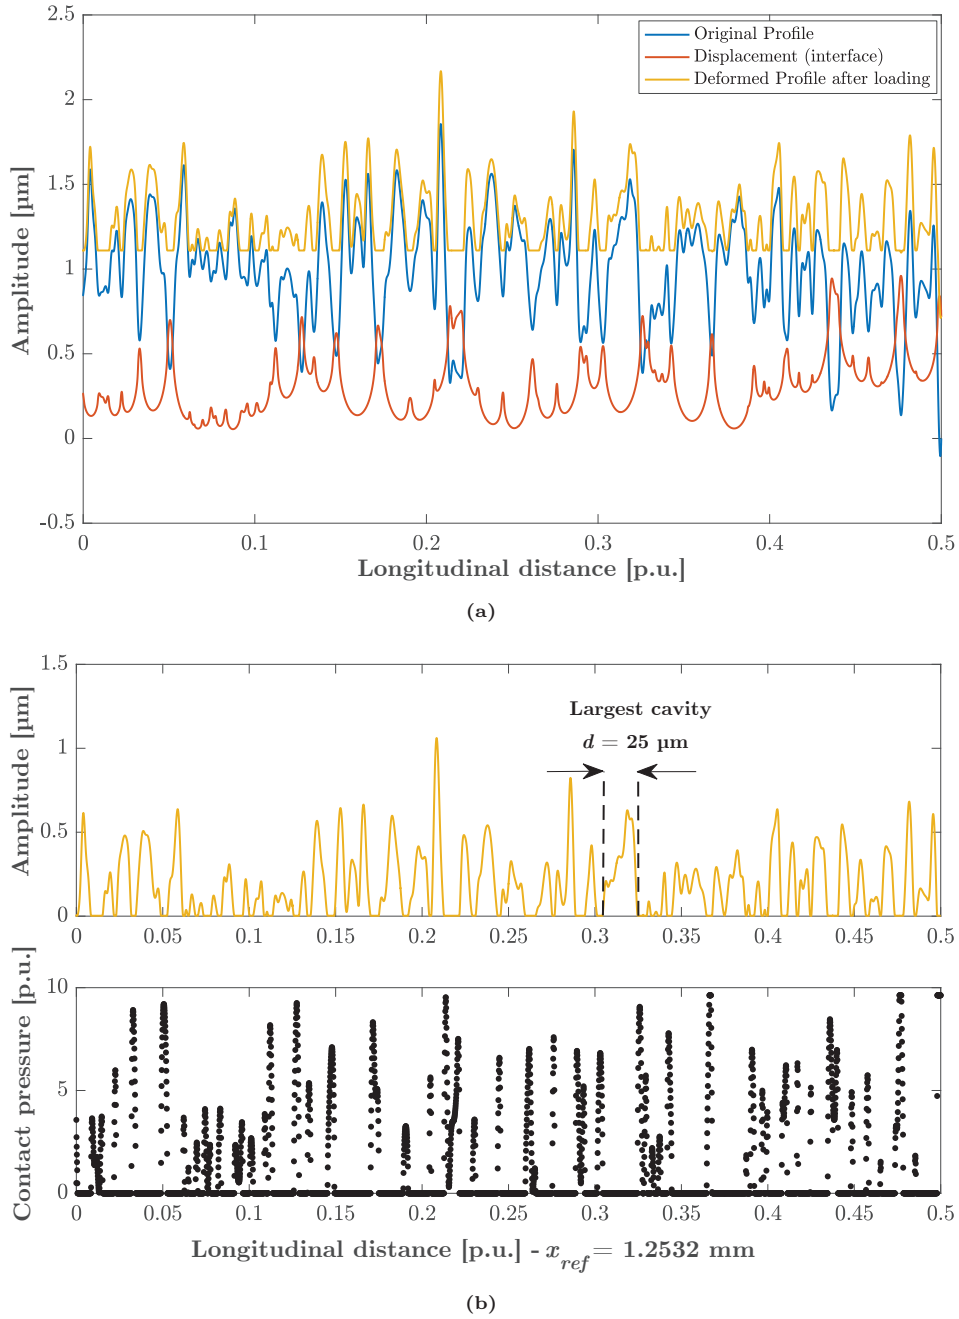 2.5
2
1.5
1
0.5
0
-0.5
Amplitude [µm]
Original Profile
Displacement (interface)
Deformed Profile after loading
0 0.1 0.2 0.3 0.4 0.5
Longitudinal distance [p.u.]
(a)
1.5
1
0.5
0
Amplitude [µm]
Largest cavity
d = 25 µm
0 0.05 0.1 0.15 0.2 0.25 0.3 0.35 0.4 0.45 0.5
10
5
0
Contact pressure [p.u.]
0 0.05 0.1 0.15 0.2 0.25 0.3 0.35 0.4 0.45 0.5
Longitudinal distance [p.u.] - xref = 1.2532 mm
(b)